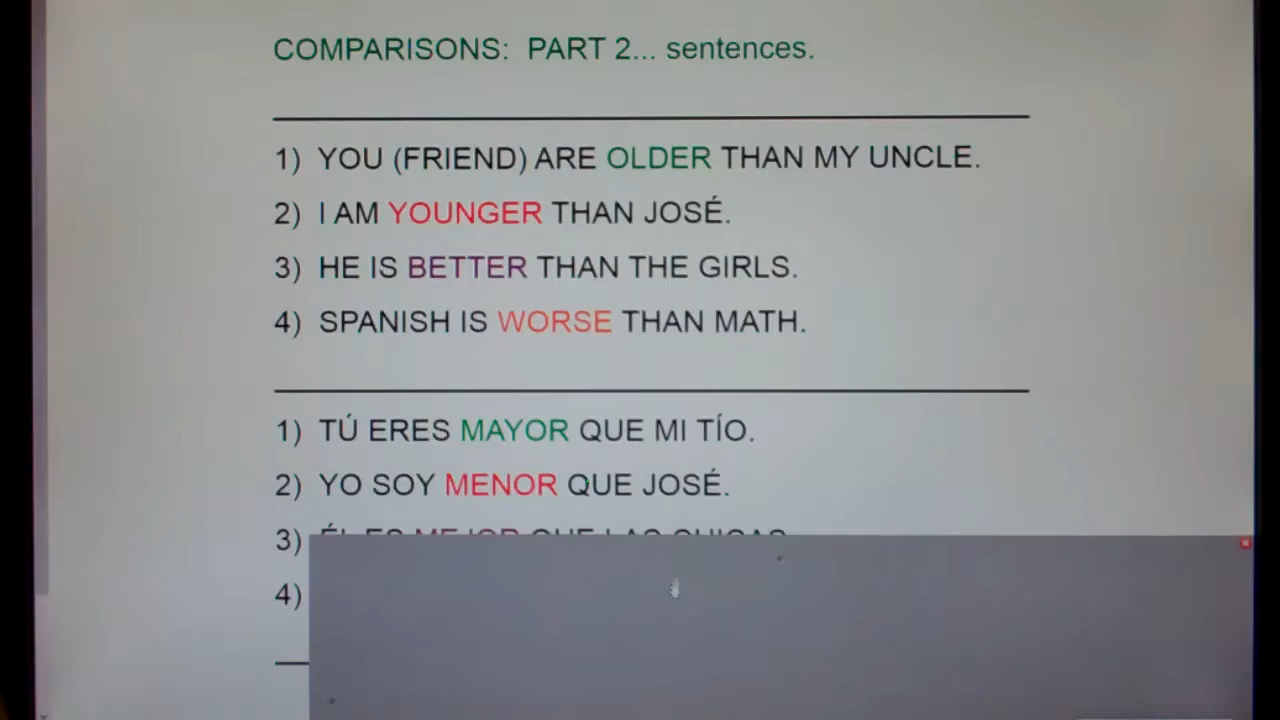 COMPARISONS: PART 2... sentences.
1) YOU (FRIEND) ARE OLDER THAN MY UNCLE.
2) I AM YOUNGER THAN JOSÉ.
3) HE IS BETTER THAN THE GIRLS.
4) SPANISH IS WORSE THAN MATH.
1) TÚ ERES MAYOR QUE MI TÍO.
2) YO SOY MENOR QUE JOSÉ.
3)
4)